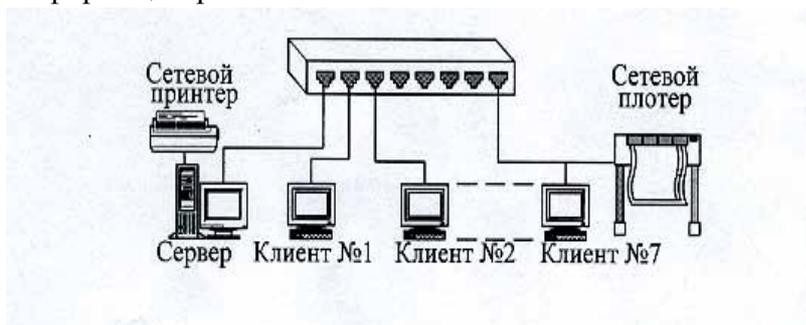 Сетевой
принтер
Сетевой
плотер
Сервер
Клиент №1
Клиент №2
Клиент №7